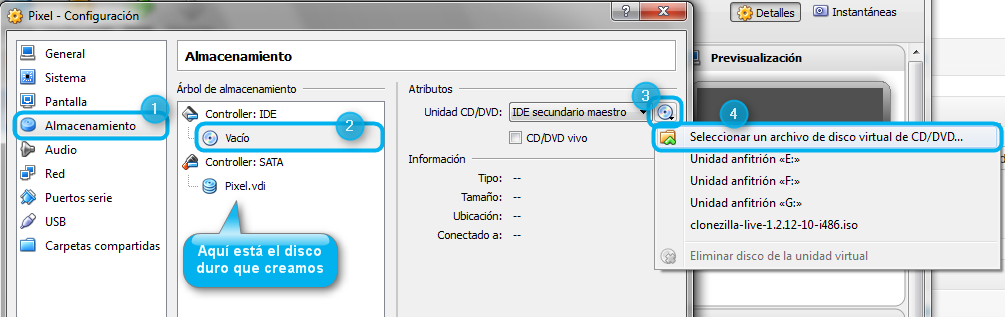 Pixel - Configuración
?
Detalles
Instantáneas
General
Sistema
Pantalla
1
Almacenamiento
Audio
Red
Puertos serie
USB
Carpetas compartidas
Almacenamiento
Árbol de almacenamiento
Controller: IDE
Vacío
2
Controller: SATA
Pixel.vdi
Aquí está el disco
duro que creamos
Atributos
Unidad CD/DVD:
IDE secundario maestro
3
CD/DVD vivo
Información
Tipo: --
Tamaño: --
Ubicación: --
Conectado a: --
Previsualización
4
Seleccionar un archivo de disco virtual de CD/DVD...
Unidad anfitrión «E:»
Unidad anfitrión «F:»
Unidad anfitrión «G:»
clonezilla-live-1.2.12-10-i486.iso
Eliminar disco de la unidad virtual